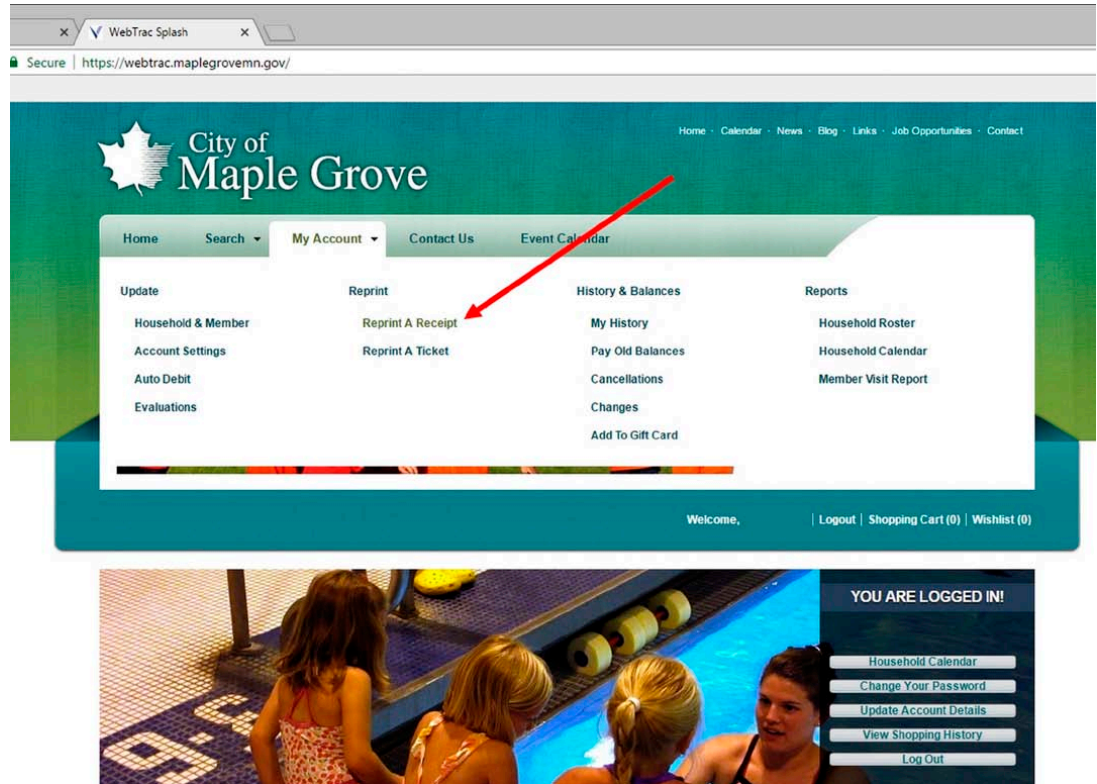 WebTrac Splash
Secure | https://webtrac.maplegrovemn.gov/
City of
Maple Grove
Home · Calendar · News · Blog · Links · Job Opportunities · Contact
Home Search My Account Contact Us Event Calendar
Update Reprint History & Balances Reports
Household & Member Reprint A Receipt My History Household Roster
Account Settings Reprint A Ticket Pay Old Balances Household Calendar
Auto Debit Cancellations Member Visit Report
Evaluations Changes
Add To Gift Card
Welcome, | Logout | Shopping Cart (0) | Wishlist (0)
YOU ARE LOGGED IN!
Household Calendar
Change Your Password
Update Account Details
View Shopping History
Log Out